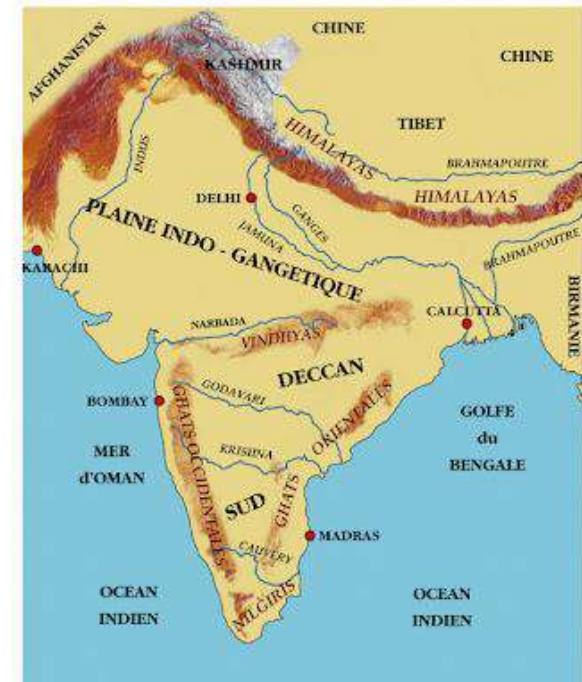 CHINE
AFGHANISTAN
KASHMIR
CHINE
HIMALAYAS
TIBET
INDUS
BRAHMAPOUTRE
HIMALAYAS
DELHI
GANGES
JAMUNA
PLAINE INDO - GANGETIQUE
BRAHMAPOUTRE
KARACHI
BIRMANIE
NARBADA
VINDHYAS
CALCUTTA
DECCAN
GODAVARI
BOMBAY
GHATS OCCIDENTALES
ORIENTALES
GOLFE
du
BENGALE
MER
d'OMAN
KRISHNA
SUD
GHATS
MADRAS
CAUVERY
NILGIRIS
OCEAN
INDIEN
OCEAN
INDIEN